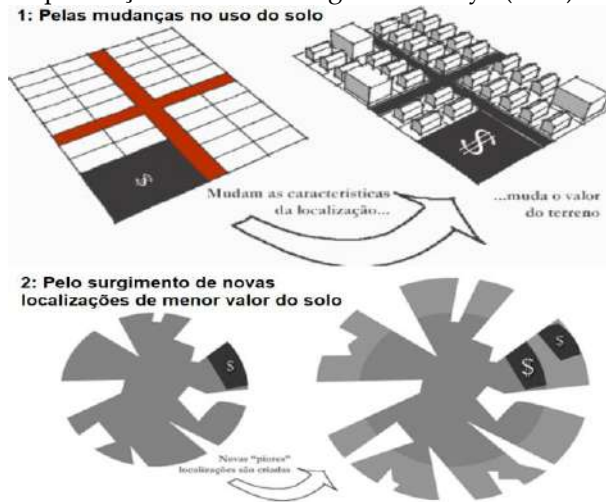 1: Pelas mudanças no uso do solo
$
$
Mudam as características
da localização...
...muda o valor
do terreno
2: Pelo surgimento de novas
localizações de menor valor do solo
$
$
$
Novas "piores"
localizações são criadas